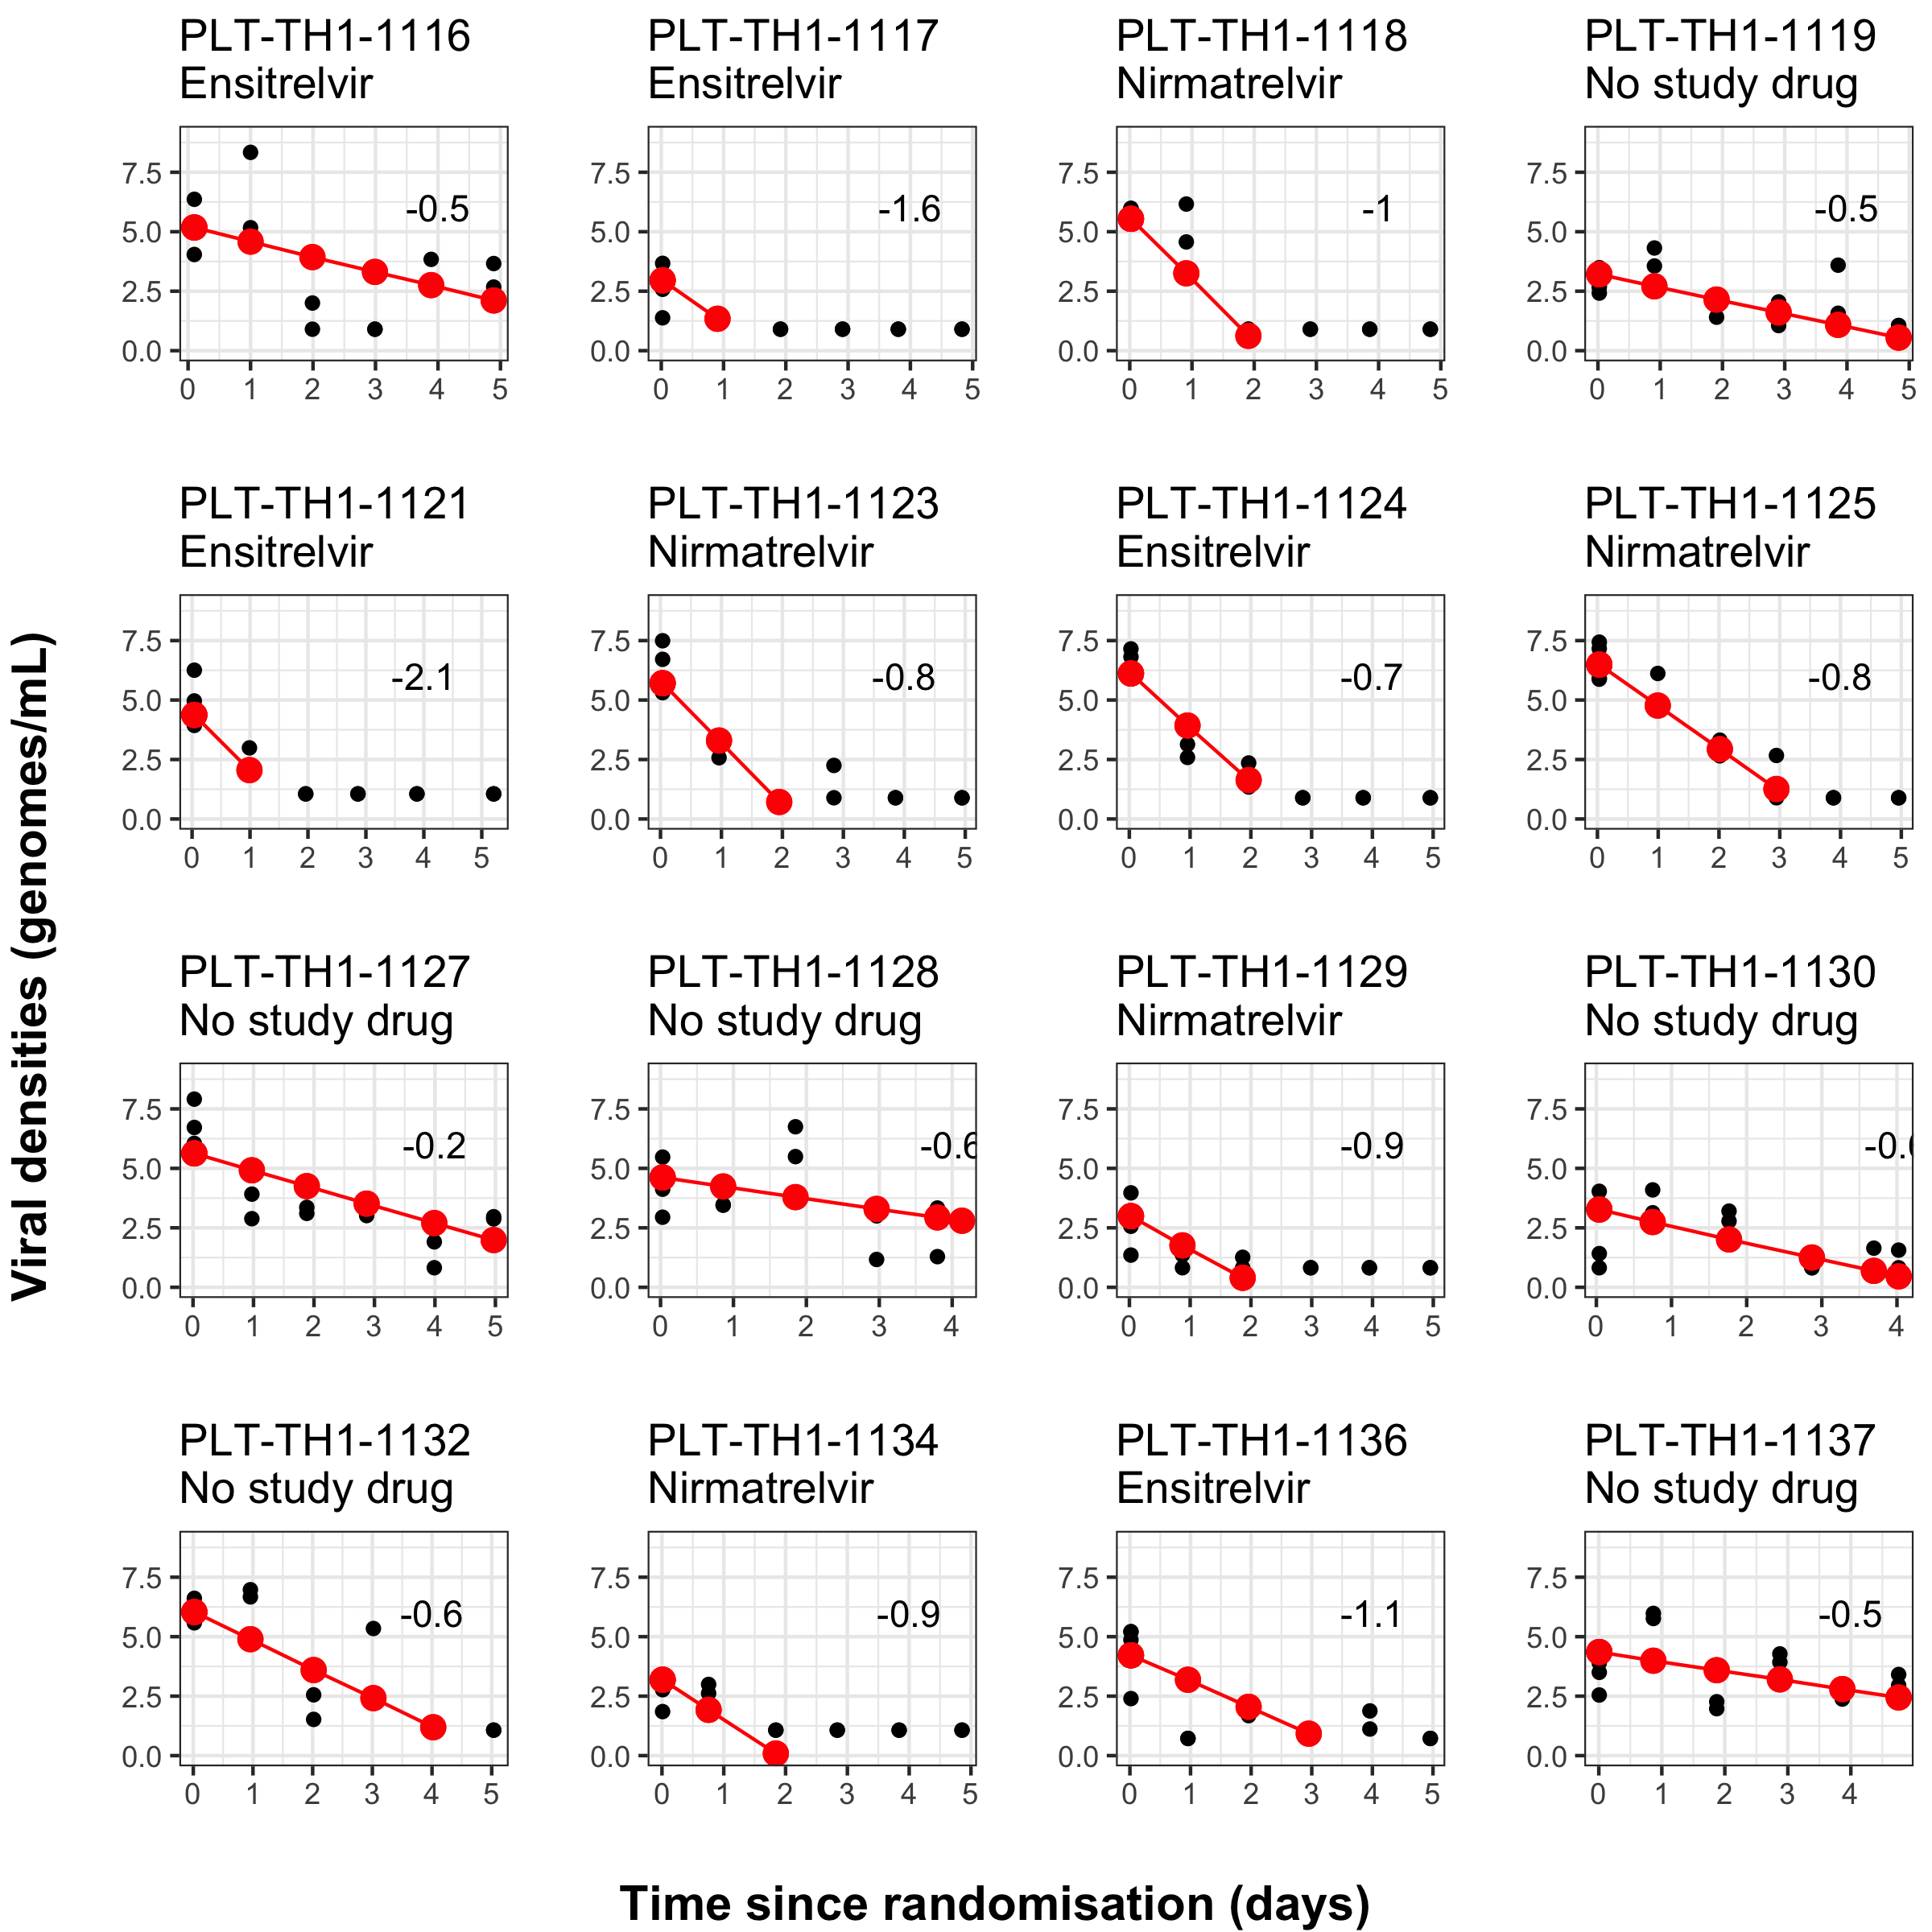 PLT-TH1-1116 PLT-TH1-1117 PLT-TH1-1118 PLT-TH1-1119
Ensitrelvir Ensitrelvir Nirmatrelvir No study drug
7.5 7.5 7.5 7.5
-0.5 -1.6 -1 -0.5
5.0 5.0 5.0 5.0
2.5 2.5 2.5 2.5
0.0 0.0 0.0 0.0
0 1 2 3 4 5 0 1 2 3 4 5 0 1 2 3 4 5 0 1 2 3 4 5
PLT-TH1-1121 PLT-TH1-1123 PLT-TH1-1124 PLT-TH1-1125
Ensitrelvir Nirmatrelvir Ensitrelvir Nirmatrelvir
7.5 7.5 7.5 7.5
-2.1 -0.8 -0.7 -0.8
5.0 5.0 5.0 5.0
2.5 2.5 2.5 2.5
0.0 0.0 0.0 0.0
0 1 2 3 4 5 0 1 2 3 4 5 0 1 2 3 4 5 0 1 2 3 4 5
Viral densities (genomes/mL)
PLT-TH1-1127 PLT-TH1-1128 PLT-TH1-1129 PLT-TH1-1130
No study drug No study drug Nirmatrelvir No study drug
7.5 7.5 7.5 7.5
-0.2 -0.6 -0.9
5.0 5.0 5.0 5.0
2.5 2.5 2.5 2.5
0.0 0.0 0.0 0.0
0 1 2 3 4 5 0 1 2 3 4 0 1 2 3 4 5 0 1 2 3 4
PLT-TH1-1132 PLT-TH1-1134 PLT-TH1-1136 PLT-TH1-1137
No study drug Nirmatrelvir Ensitrelvir No study drug
7.5 7.5 7.5 7.5
-0.6 -0.9 -1.1 -0.5
5.0 5.0 5.0 5.0
2.5 2.5 2.5 2.5
0.0 0.0 0.0 0.0
0 1 2 3 4 5 0 1 2 3 4 5 0 1 2 3 4 5 0 1 2 3 4
Time since randomisation (days)